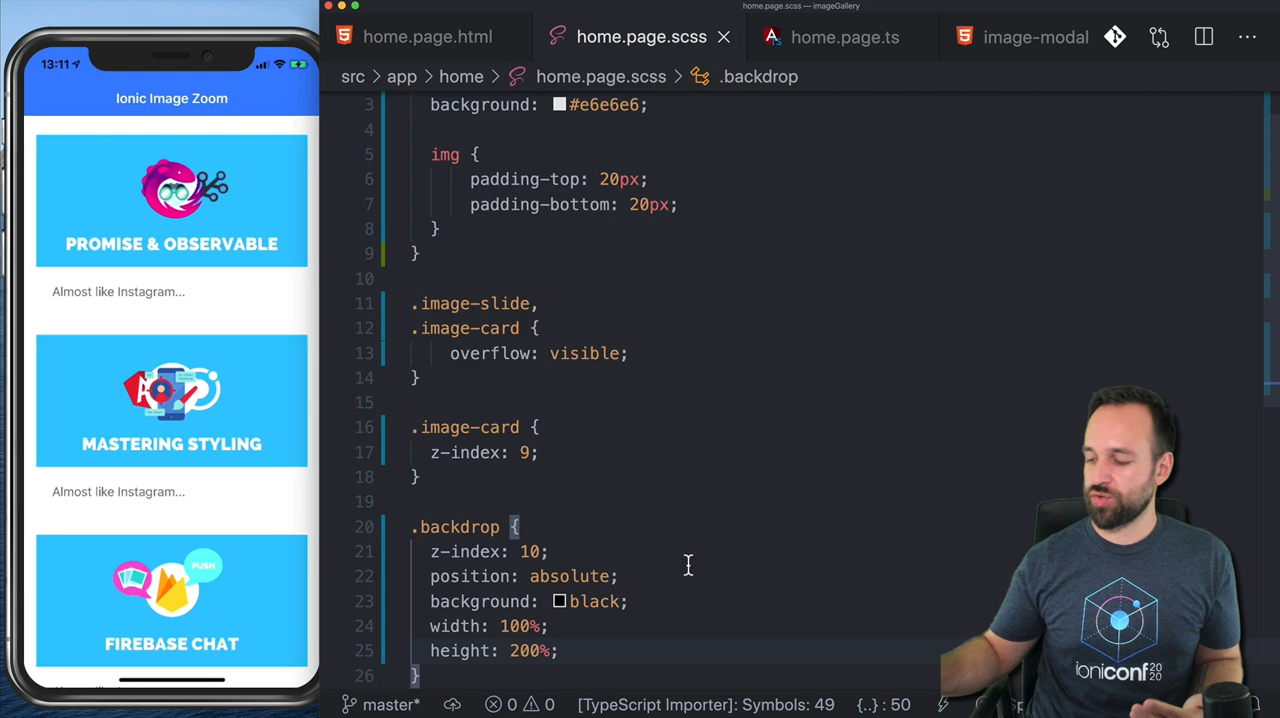 home.page.scss — imageGallery
home.page.html
home.page.scss
home.page.ts
image-modal
src > app > home > home.page.scss > .backdrop
3 background: #e6e6e6;
4
5 img {
6 padding-top: 20px;
7 padding-bottom: 20px;
8 }
9 }
10
11 .image-slide,
12 .image-card {
13 overflow: visible;
14 }
15
16 .image-card {
17 z-index: 9;
18 }
19
20 .backdrop {
21 z-index: 10;
22 position: absolute;
23 background: black;
24 width: 100%;
25 height: 200%;
26 }
master*
0 0
[TypeScript Importer]: Symbols: 49
{..} : 50
13:11
Ionic Image Zoom
PROMISE & OBSERVABLE
Almost like Instagram...
MASTERING STYLING
Almost like Instagram...
PUSH
FIREBASE CHAT
ioniconf 20
20